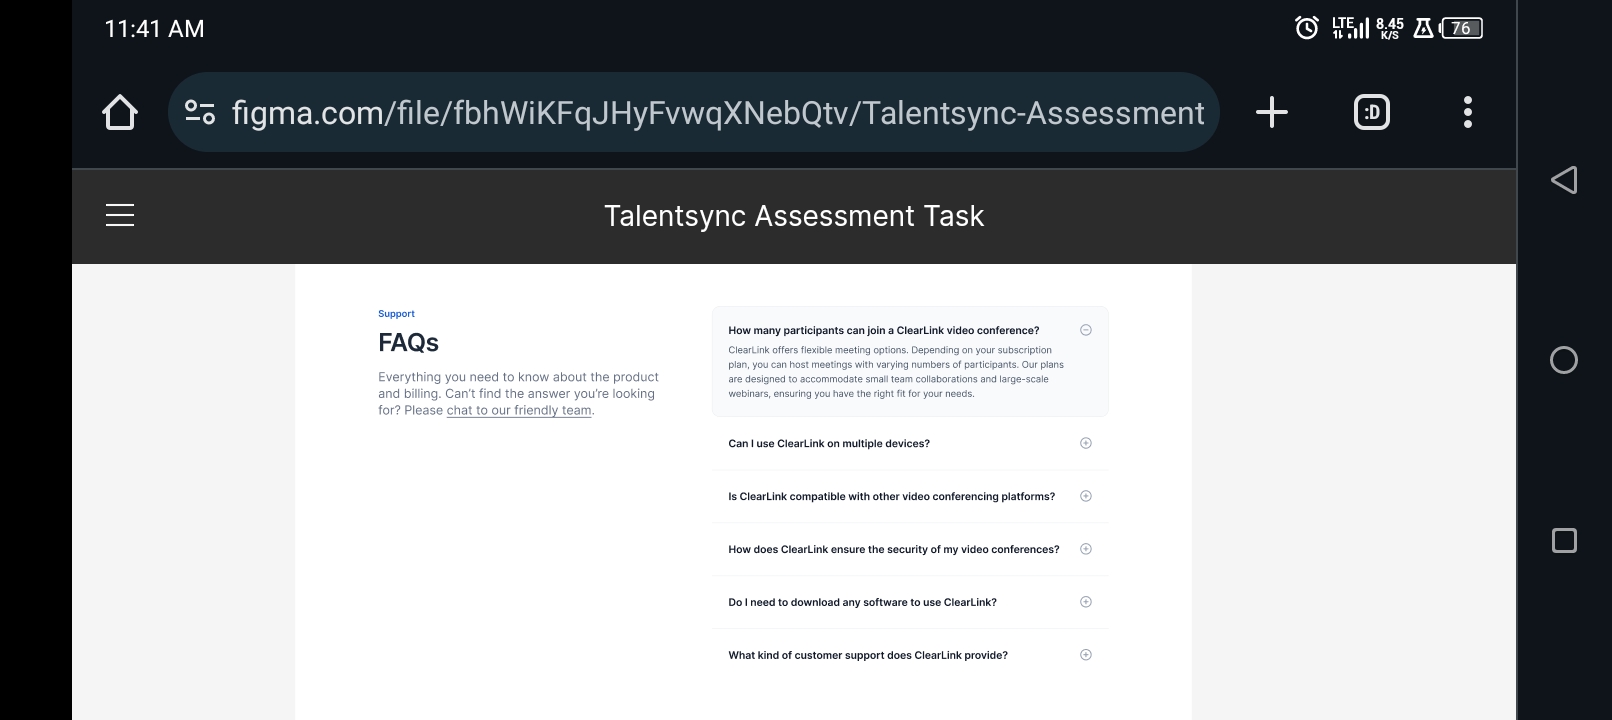 11:41 AM
LTE 8.45 K/S 76
figma.com/file/fbhWiKFqJHyFvwqXNebQtv/Talentsync-Assessment
:D
Talentsync Assessment Task
Support
FAQs
Everything you need to know about the product
and billing. Can't find the answer you're looking
for? Please chat to our friendly team.
How many participants can join a ClearLink video conference?
ClearLink offers flexible meeting options. Depending on your subscription
plan, you can host meetings with varying numbers of participants. Our plans
are designed to accommodate small team collaborations and large-scale
webinars, ensuring you have the right fit for your needs.
Can I use ClearLink on multiple devices?
Is ClearLink compatible with other video conferencing platforms?
How does ClearLink ensure the security of my video conferences?
Do I need to download any software to use ClearLink?
What kind of customer support does ClearLink provide?